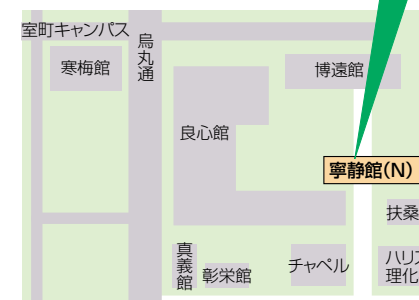 室町キャンパス
烏丸通
寒梅館
博遠館
良心館
寧静館(N)
扶桑
真義館
彰栄館
チャペル
ハリス
理化